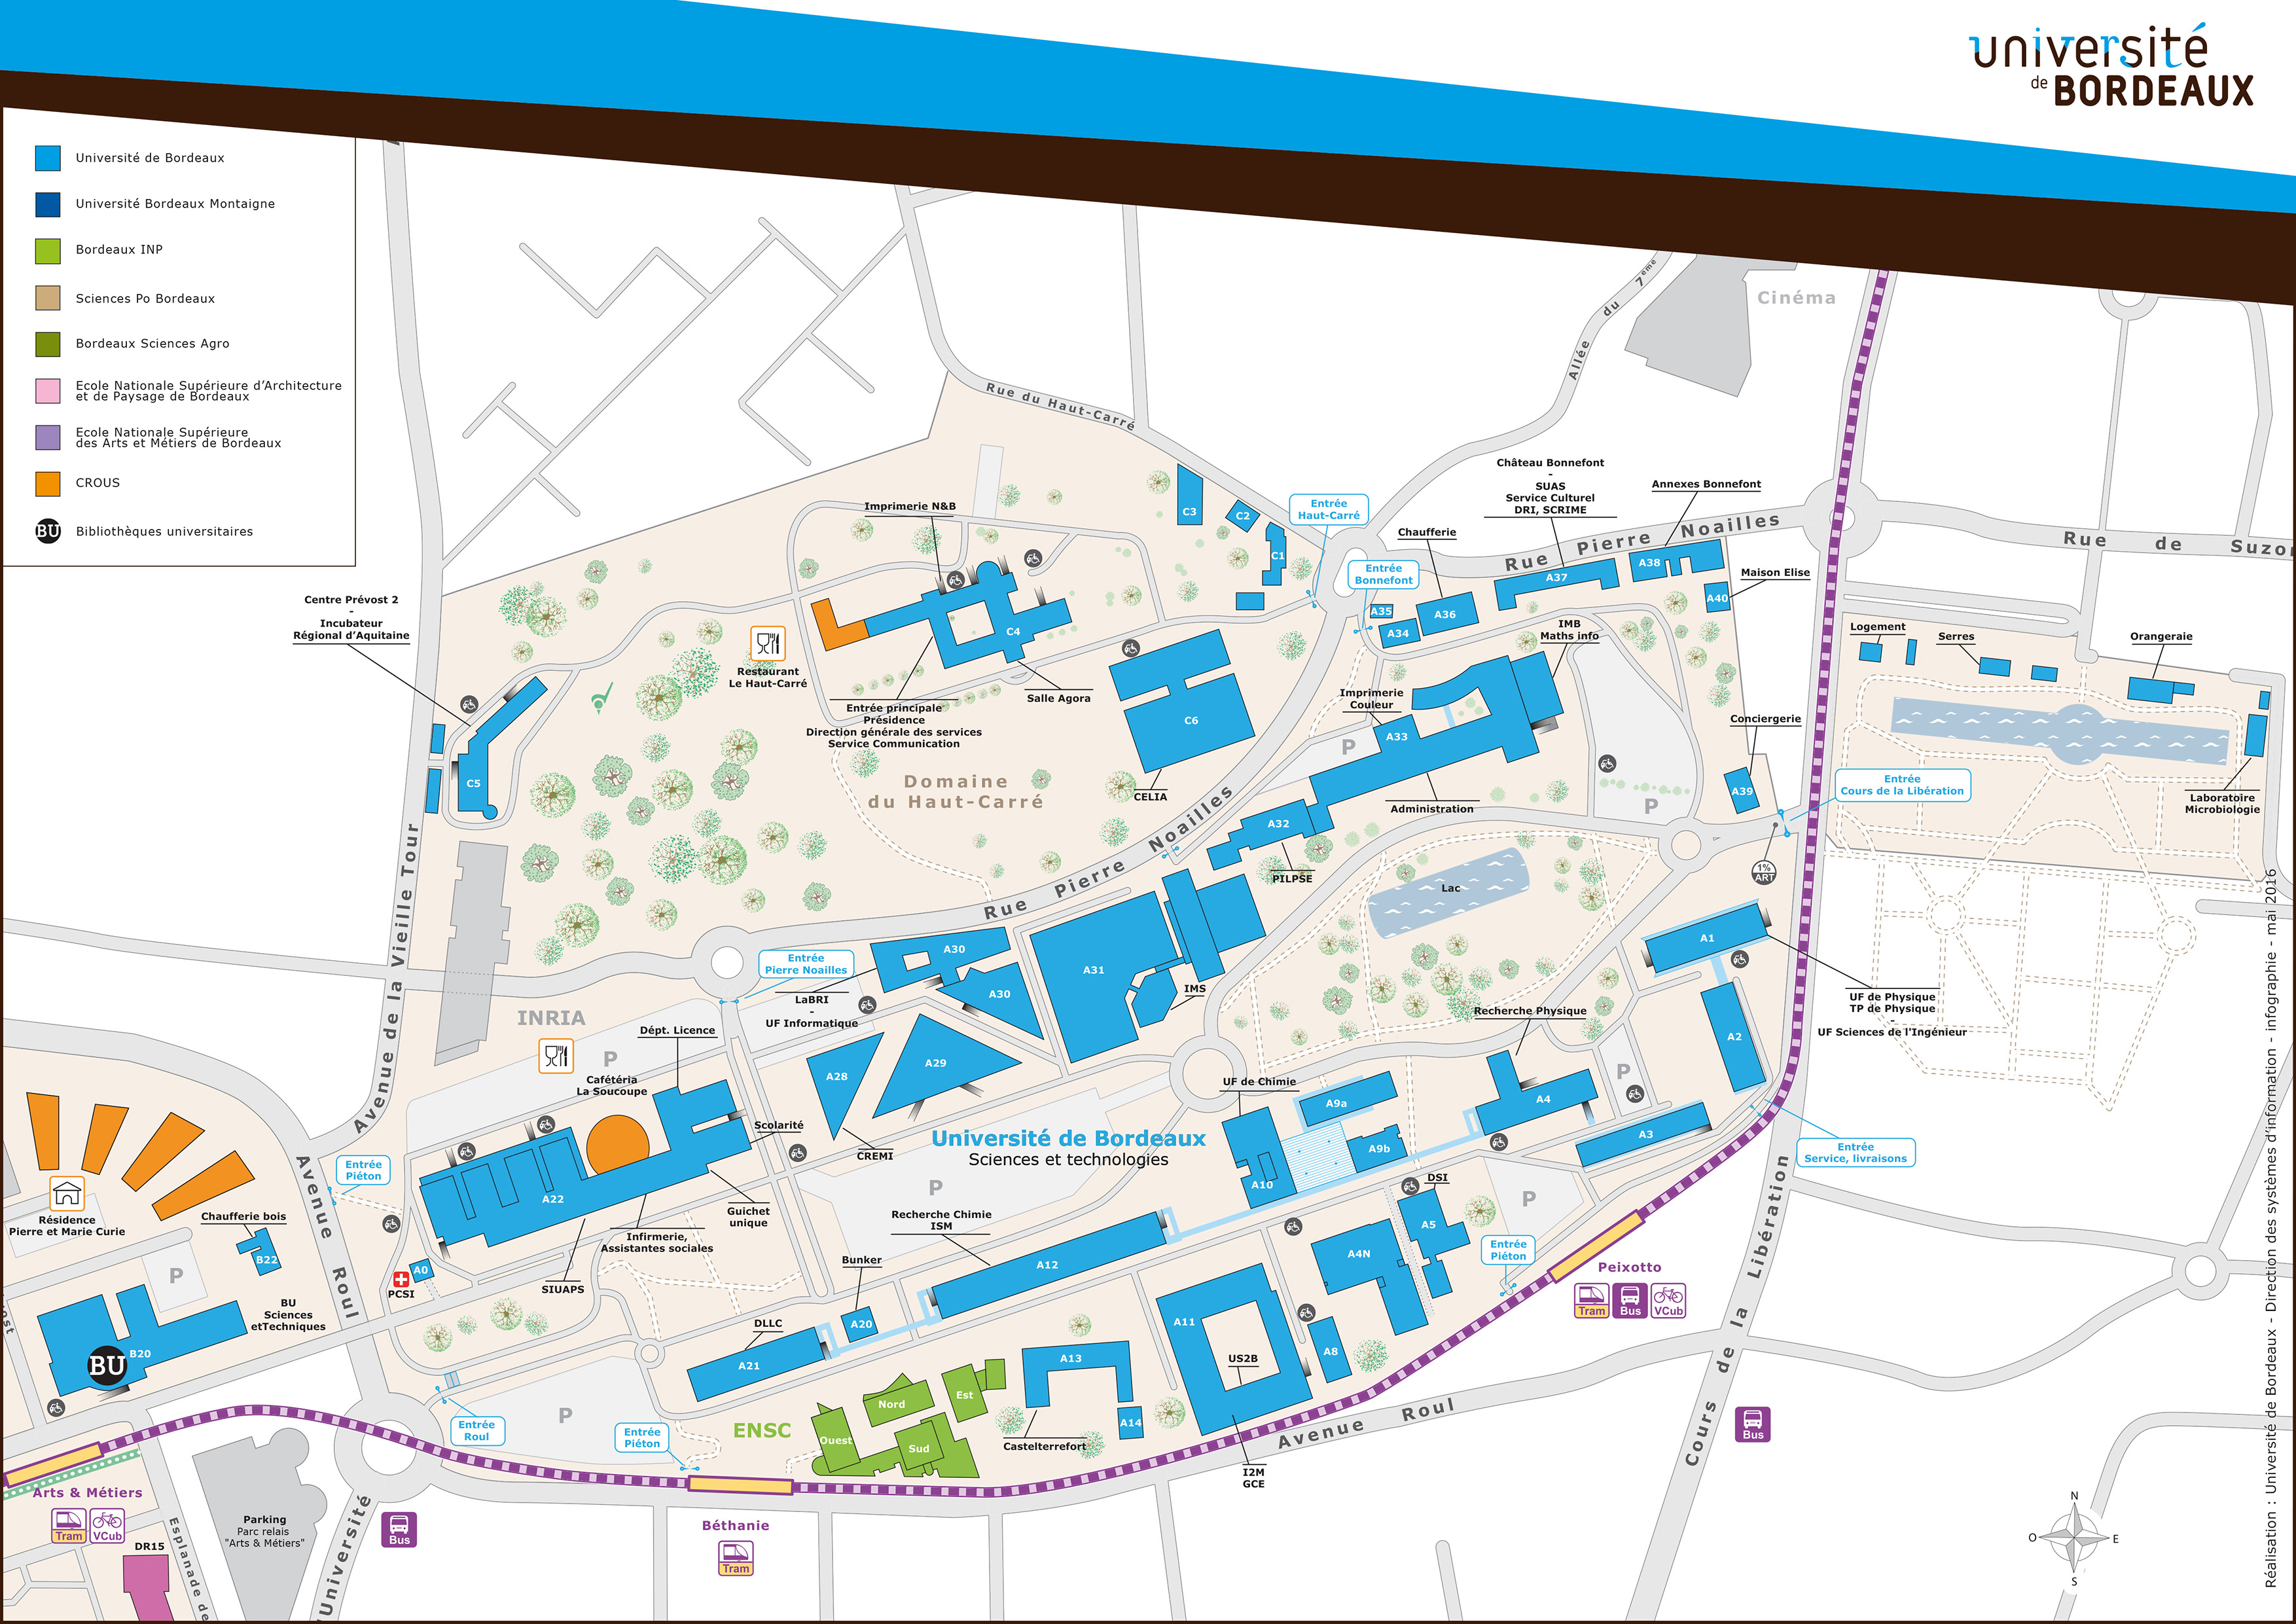 université
de BORDEAUX
Université de Bordeaux
Université Bordeaux Montaigne
Bordeaux INP
Sciences Po Bordeaux
Bordeaux Sciences Agro
Ecole Nationale Supérieure d'Architecture
et de Paysage de Bordeaux
Ecole Nationale Supérieure
des Arts et Métiers de Bordeaux
CROUS
BU
Bibliothèques universitaires
Cinéma
Allée du 7eme
Rue du Haut-Carré
Rue Pierre Noailles
Château Bonnefont
-
SUAS
Service Culturel
DRI, SCRIME
Annexes Bonnefont
Chaufferie
Entrée
Haut-Carré
Entrée
Bonnefont
Maison Elise
A38
A37
A40
A36
A35
A34
C3
C2
C1
Imprimerie N&B
C4
Salle Agora
Restaurant
Le Haut-Carré
Entrée principale
Présidence
Direction générale des services
Service Communication
Centre Prévost 2
-
Incubateur
Régional d'Aquitaine
C5
C6
CELIA
Domaine
du Haut-Carré
IMB
Maths info
Imprimerie
Couleur
A33
P
Administration
A32
PILPSE
P
Conciergerie
A39
Entrée
Cours de la Libération
1%
ART
Logement
Serres
Orangeraie
Laboratoire
Microbiologie
Lac
Rue Pierre Noailles
Avenue de la Vieille Tour
INRIA
P
Entrée
Pierre Noailles
LaBRI
-
UF Informatique
A30
A30
A31
IMS
A28
A29
CREMI
A1
A2
UF de Physique
TP de Physique
-
UF Sciences de l'Ingénieur
Recherche Physique
A4
A3
P
Entrée
Service, livraisons
Dépt. Licence
Cafétéria
La Soucoupe
Scolarité
Guichet
unique
Infirmerie,
Assistantes sociales
SIUAPS
A22
Université de Bordeaux
Sciences et technologies
P
UF de Chimie
A9a
A9b
A10
Recherche Chimie
ISM
A12
Bunker
A20
DLLC
A21
DSI
A5
A4N
P
Entrée
Piéton
A11
US2B
A8
I2M
GCE
A13
A14
Castelterrefort
ENSC
Nord
Est
Ouest
Sud
Entrée
Piéton
Entrée
Roul
P
Entrée
Piéton
A0
PCSI
Résidence
Pierre et Marie Curie
Chaufferie bois
B22
P
BU
Sciences
etTechniques
BU
B20
Avenue Roul
Avenue Roul
Cours de la Libération
Peixotto
Tram
Bus
VCub
Bus
Béthanie
Tram
Bus
Arts & Métiers
Tram
VCub
DR15
Parking
Parc relais
"Arts & Métiers"
Esplanade de
Université
N
O
E
S
Réalisation : Université de Bordeaux - Direction des systèmes d'information - infographie - mai 2016